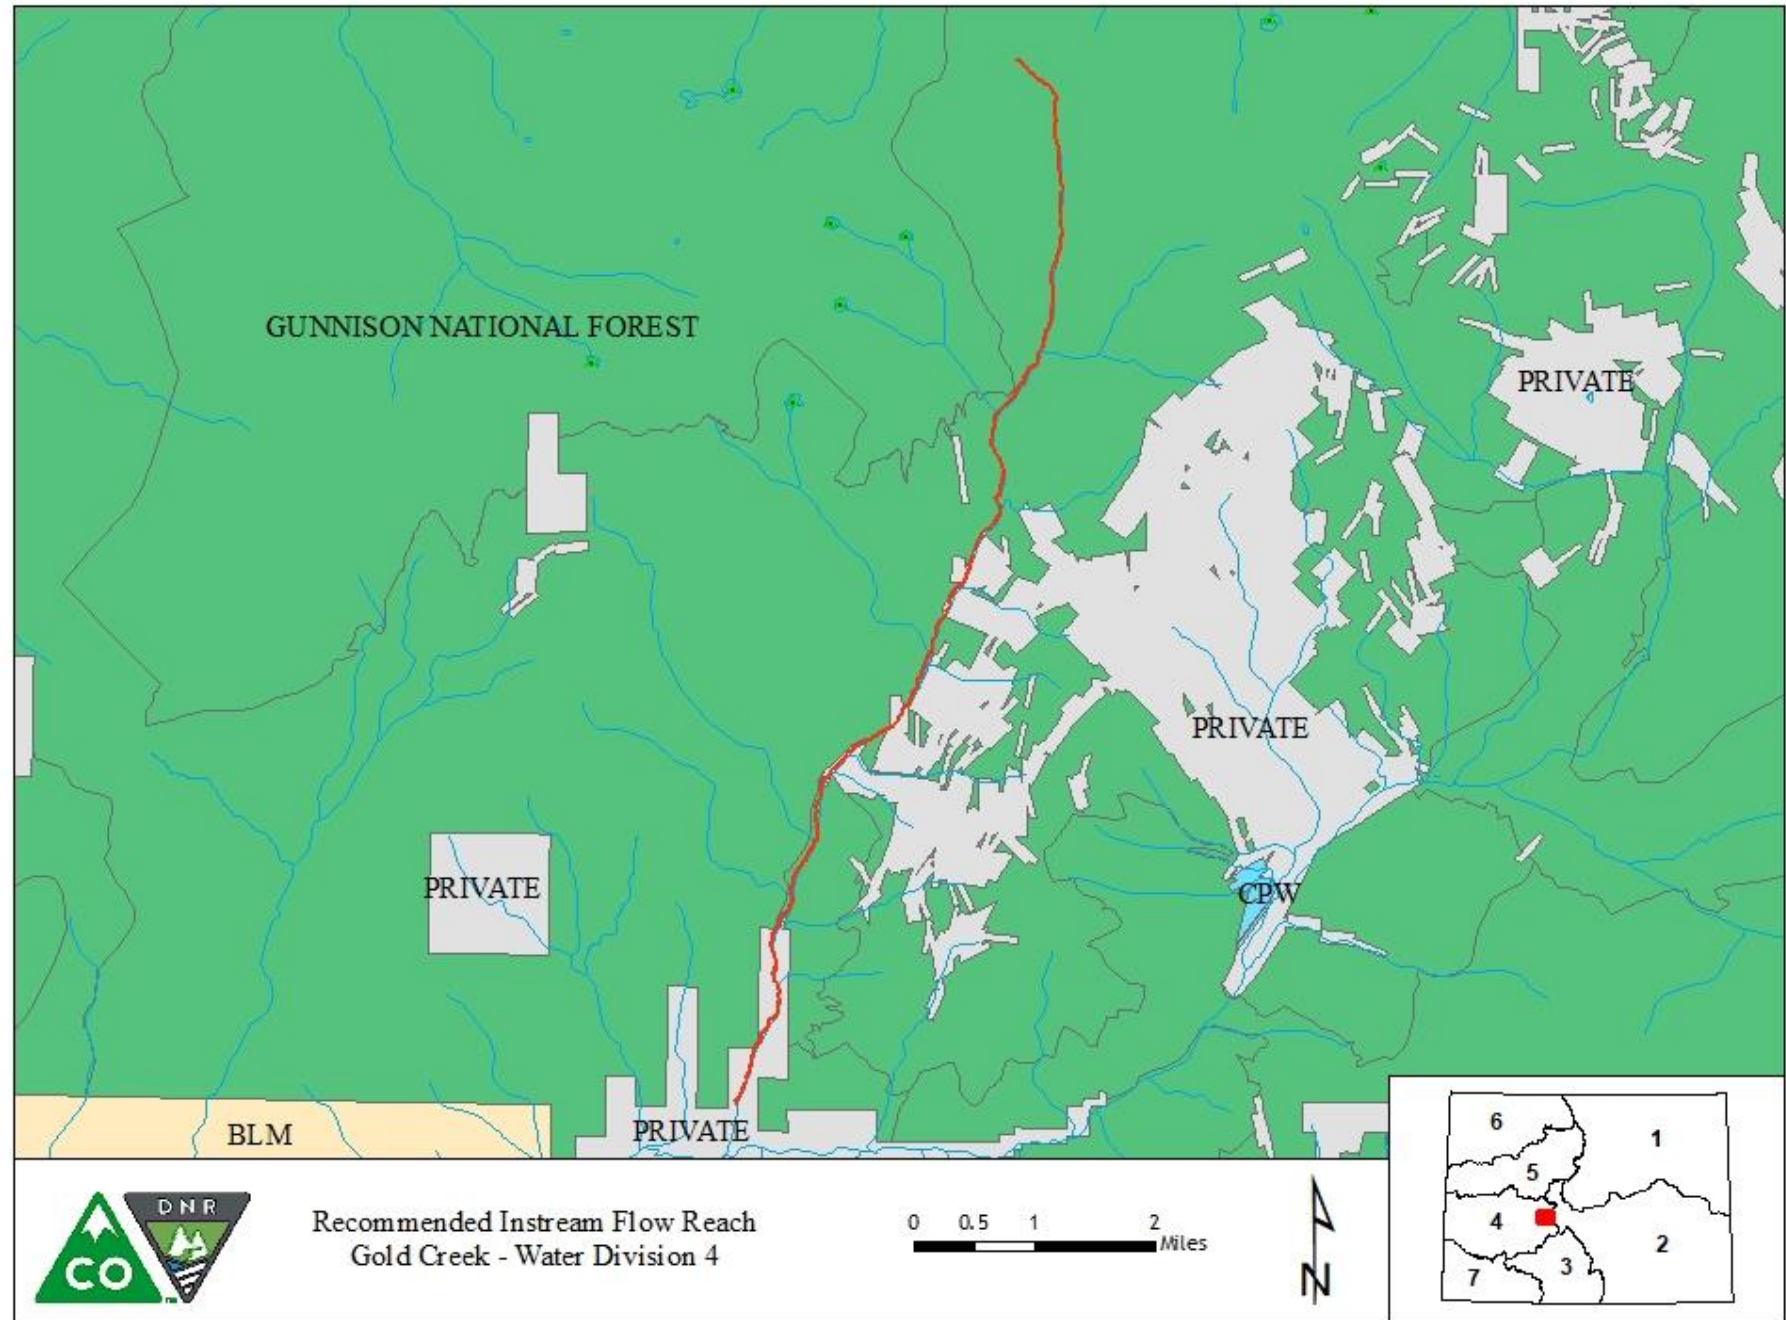 GUNNISON NATIONAL FOREST
PRIVATE
PRIVATE
PRIVATE
CPW
BLM
PRIVATE
CO
DNR
Recommended Instream Flow Reach
Gold Creek - Water Division 4
0 0.5 1 2
Miles
N
6
1
5
4
2
3
7